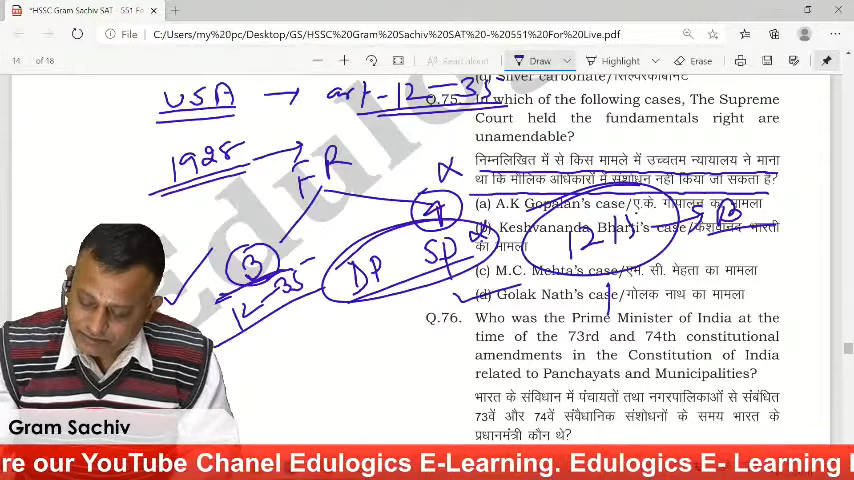 *HSSC Gram Sachiv SAT - 551 F
File
C:/Users/my%20pc/Desktop/GS/HSSC%20Gram%20Sachiv%20SAT%20-%20551%20For%20Live.pdf
14 of 18
Read aloud
Draw
Highlight
Erase
(d) Silver carbonate/सिल्वर कार्बोनेट
USA → art - 12-35
Q.75. In which of the following cases, The Supreme
Court held the fundamentals right are
unamendable?
निम्नलिखित में से किस मामले में उच्चतम न्यायालय ने माना
था कि मौलिक अधिकारों में संशोधन नहीं किया जा सकता है?
(a) A.K Gopalan's case/ए.के. गोपालन का मामला
(b) Keshvananda Bharti's case/केशवानंद भारती
का मामला
(c) M.C. Mehta's case/एम. सी. मेहता का मामला
(d) Golak Nath's case/गोलक नाथ का मामला
1928 → FR
4
3
12-35
DP SP
Q.76. Who was the Prime Minister of India at the
time of the 73rd and 74th constitutional
amendments in the Constitution of India
related to Panchayats and Municipalities?
भारत के संविधान में पंचायतों तथा नगरपालिकाओं से संबंधित
73वें और 74वें संवैधानिक संशोधनों के समय भारत के
प्रधानमंत्री कौन थे?
Gram Sachiv
re our YouTube Chanel Edulogics E-Learning. Edulogics E- Learning